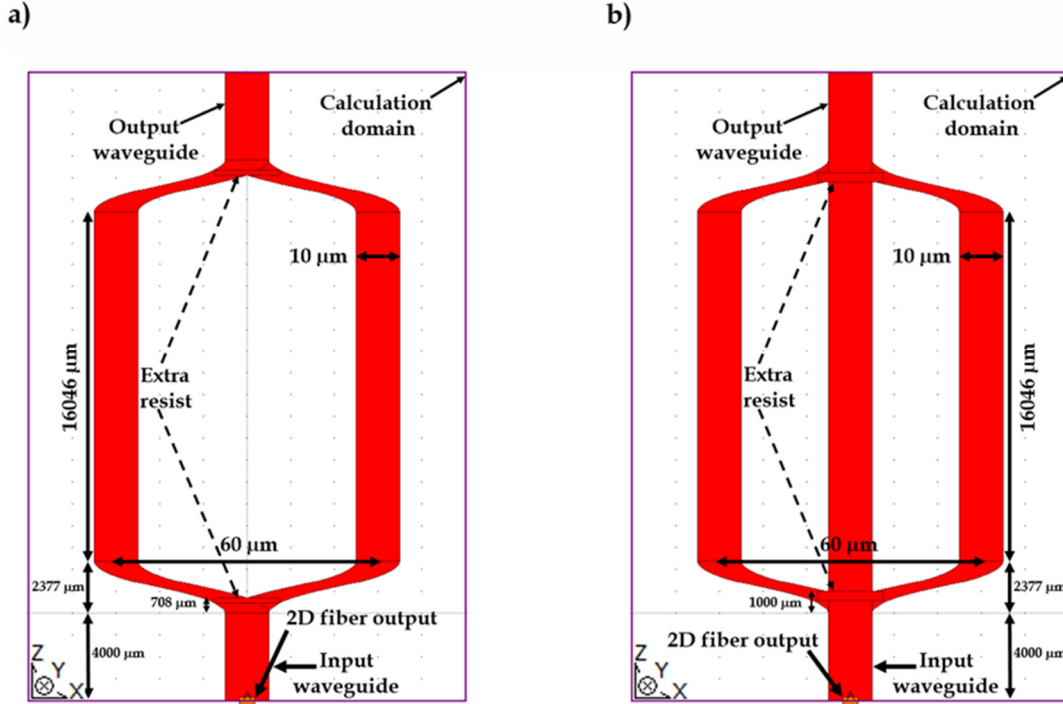 a)
Calculation
domain
Output
waveguide
10 µm
16046 µm
Extra
resist
60 µm
2377 µm
708 µm
2D fiber output
4000 µm
Input
waveguide
Z
Y
X
b)
Calculation
domain
Output
waveguide
10 µm
16046 µm
Extra
resist
60 µm
2377 µm
1000 µm
2D fiber output
4000 µm
Input
waveguide
Z
Y
X